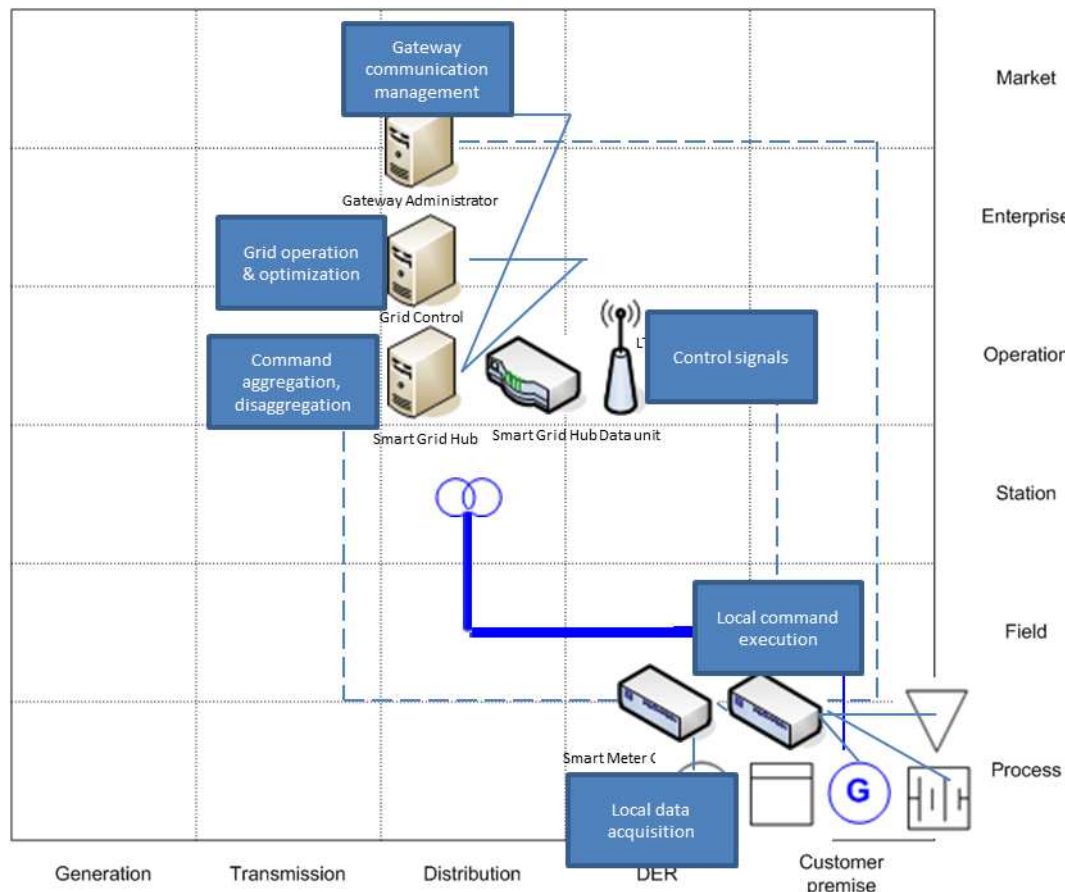 Gateway
communication
management
Market
Gateway Administrator
Enterprise
Grid operation
& optimization
Grid Control
Command
aggregation,
disaggregation
Control signals
Operation
Smart Grid Hub
Smart Grid Hub
Data unit
Station
Local command
execution
Field
Smart Meter
Process
Local data
acquisition
G
Generation
Transmission
Distribution
DER
Customer
premise